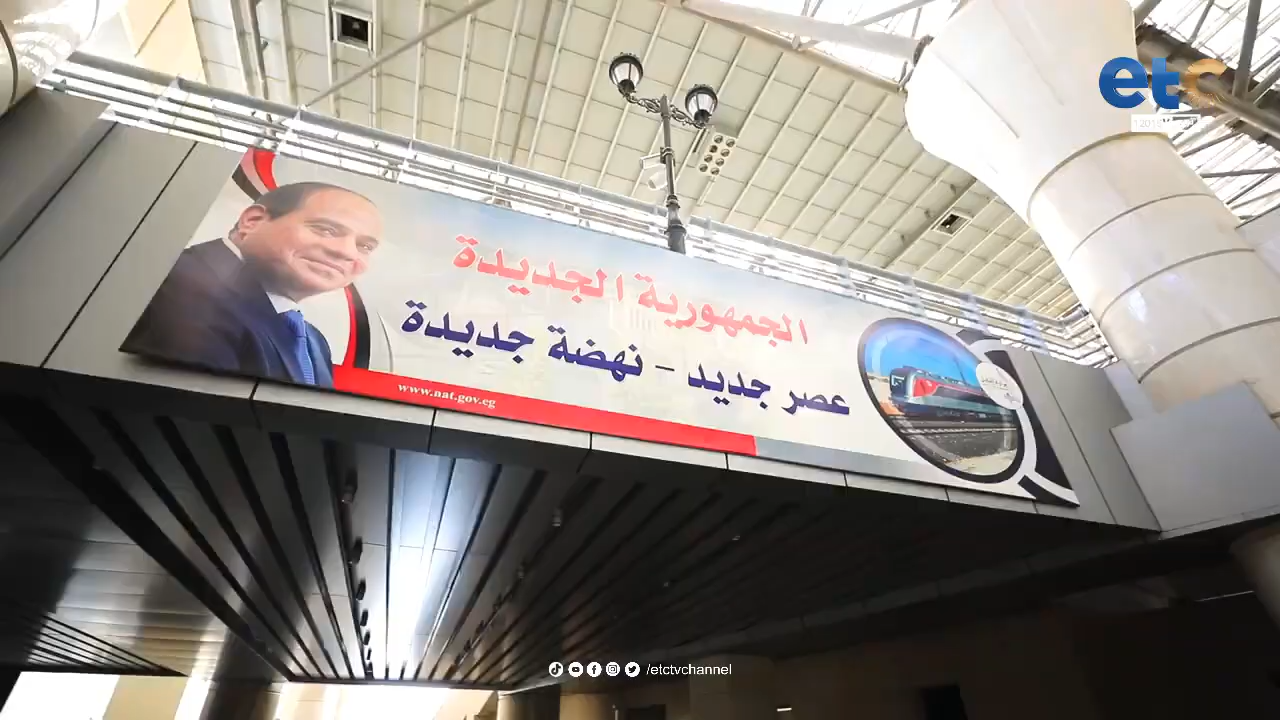 etc
الجمهورية الجديدة
عصر جديد - نهضة جديدة
www.nat.gov.eg
/etctvchannel